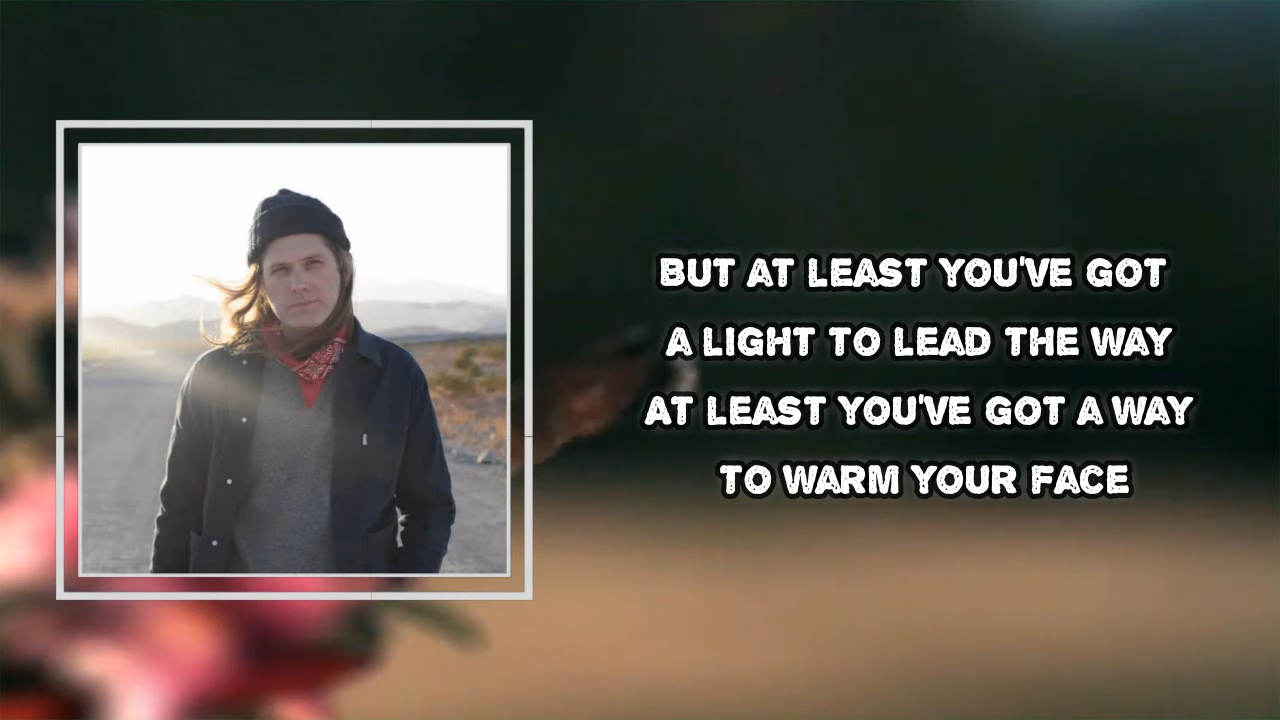 BUT AT LEAST YOU'VE GOT
A LIGHT TO LEAD THE WAY
AT LEAST YOU'VE GOT A WAY
TO WARM YOUR FACE